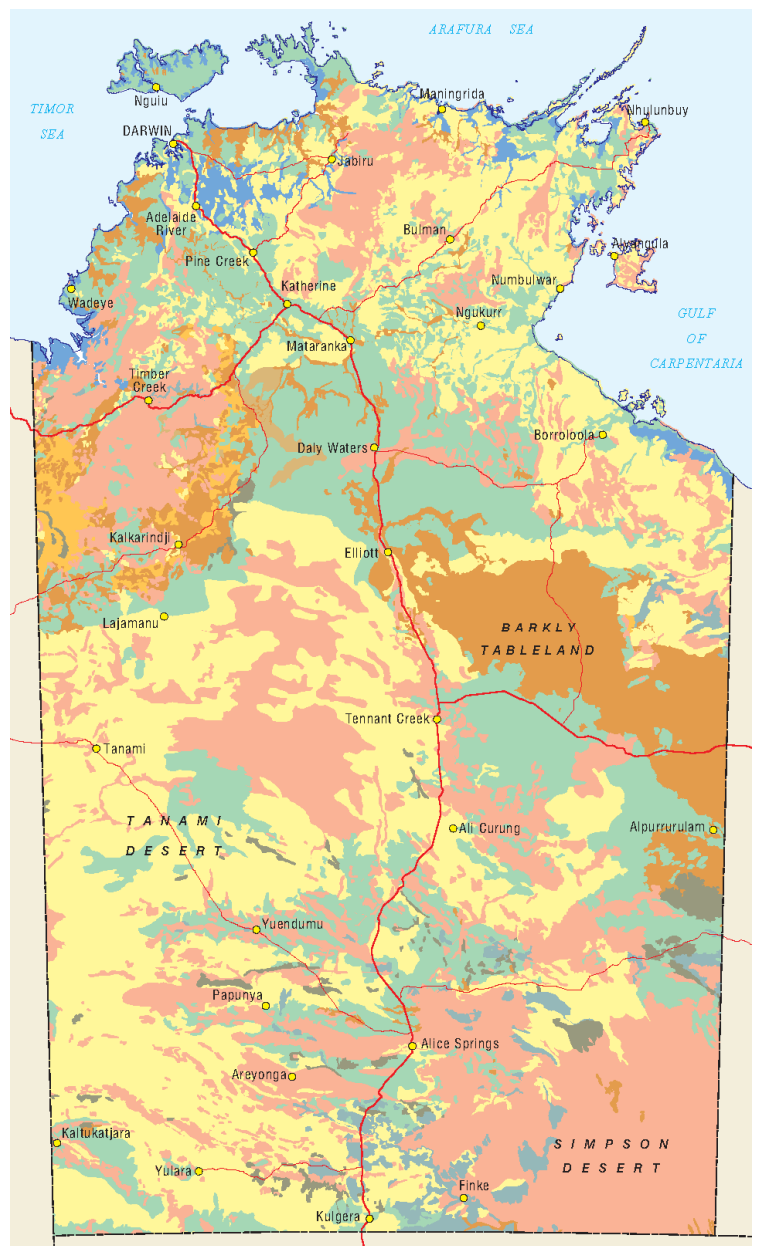 ARAFURA SEA
TIMOR
SEA
Nguiu
Maningrida
Nhulunbuy
DARWIN
Jabiru
Adelaide
River
Bulman
Alyangula
Pine Creek
Katherine
Numbulwar
Wadeye
Ngukurr
GULF
OF
CARPENTARIA
Mataranka
Timber
Creek
Daly Waters
Borroloola
Kalkarindji
Elliott
Lajamanu
BARKLY
TABLELAND
Tennant Creek
Tanami
TANAMI
DESERT
Ali Curung
Alpurrurulam
Yuendumu
Papunya
Alice Springs
Areyonga
Kaltukatjara
SIMPSON
DESERT
Yulara
Finke
Kulgera